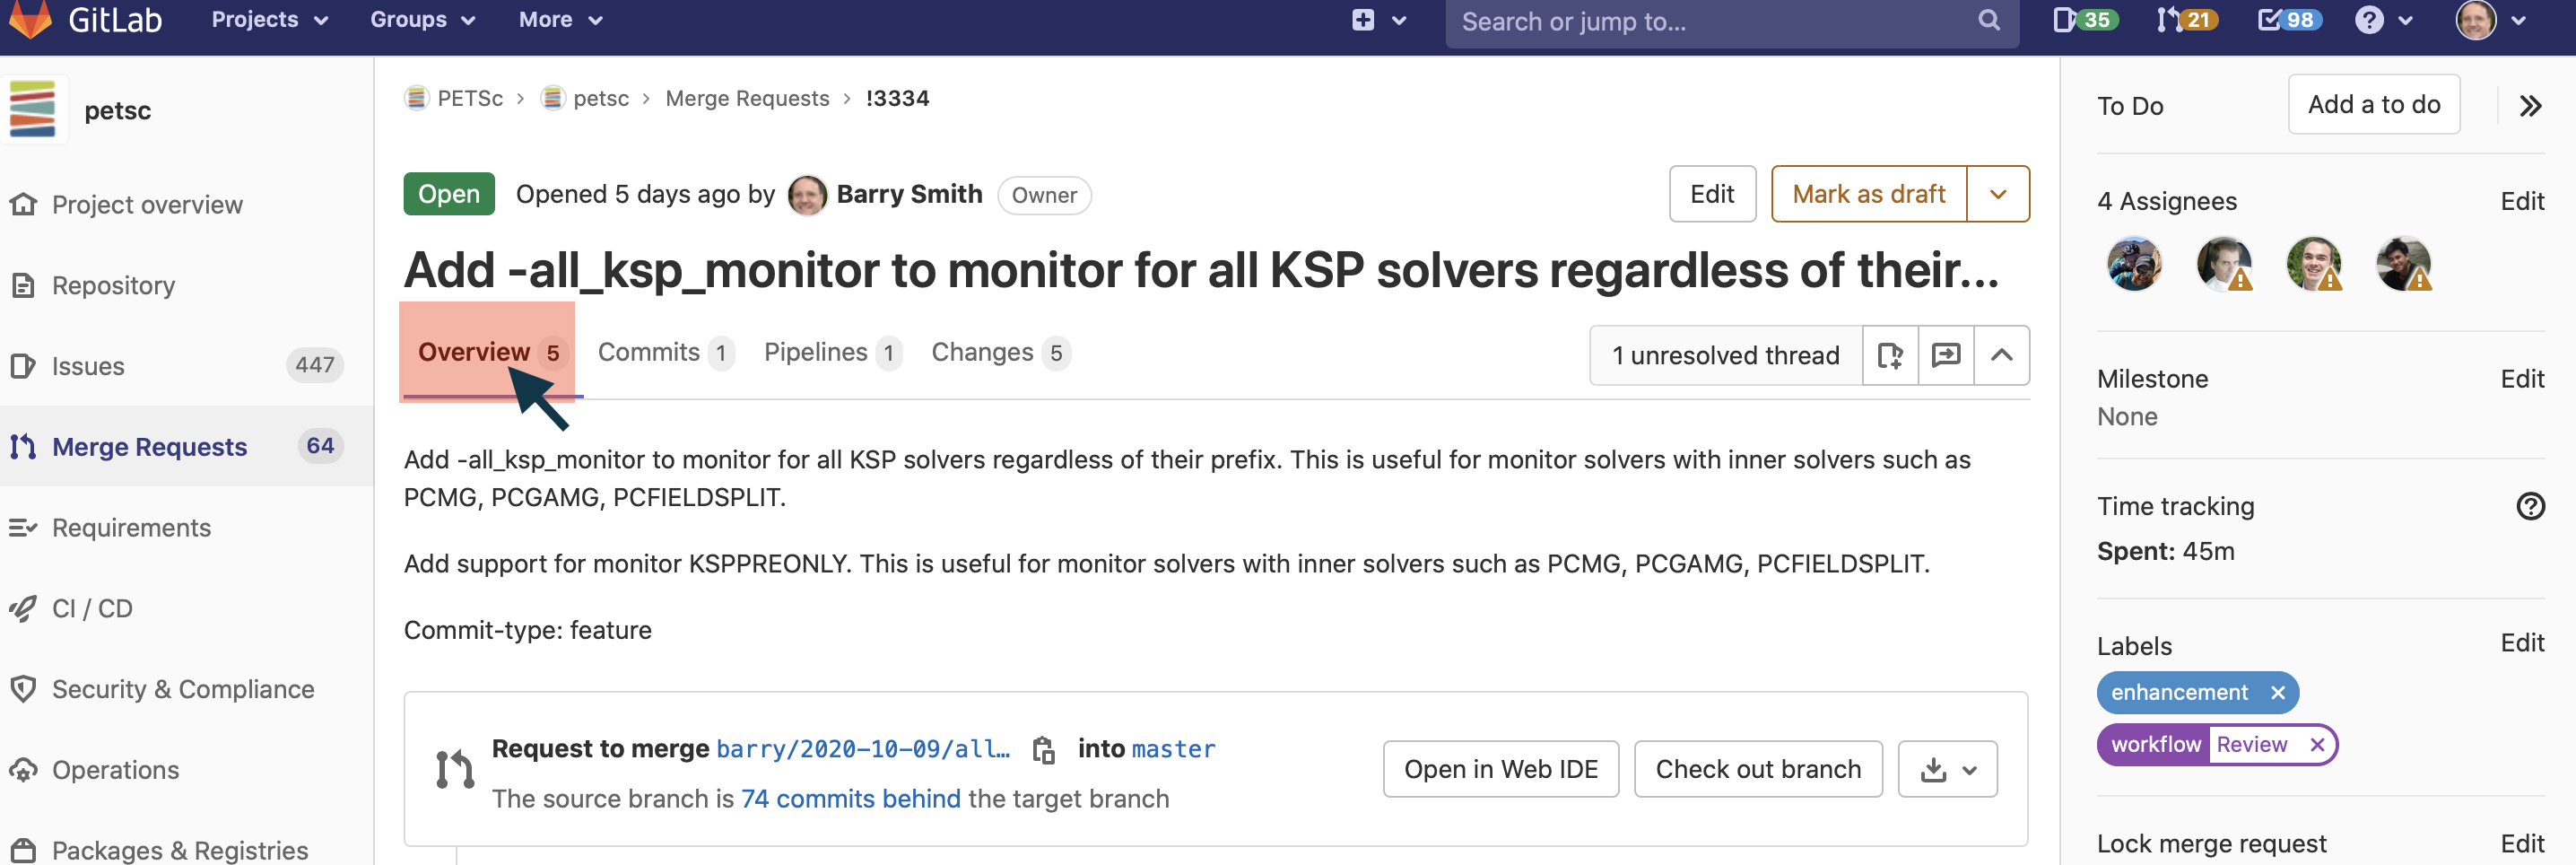 GitLab Projects Groups More Search or jump to... 35 21 98
petsc
Project overview
Repository
Issues 447
Merge Requests 64
Requirements
CI / CD
Security & Compliance
Operations
Packages & Registries
PETSc > petsc > Merge Requests > !3334
Open Opened 5 days ago by Barry Smith Owner Edit Mark as draft
Add -all_ksp_monitor to monitor for all KSP solvers regardless of their...
Overview 5 Commits 1 Pipelines 1 Changes 5 1 unresolved thread
Add -all_ksp_monitor to monitor for all KSP solvers regardless of their prefix. This is useful for monitor solvers with inner solvers such as
PCMG, PCGAMG, PCFIELDSPLIT.
Add support for monitor KSPPREONLY. This is useful for monitor solvers with inner solvers such as PCMG, PCGAMG, PCFIELDSPLIT.
Commit-type: feature
Request to merge barry/2020-10-09/all... into master
The source branch is 74 commits behind the target branch
Open in Web IDE Check out branch
To Do Add a to do
4 Assignees Edit
Milestone Edit
None
Time tracking
Spent: 45m
Labels Edit
enhancement
workflow Review
Lock merge request Edit